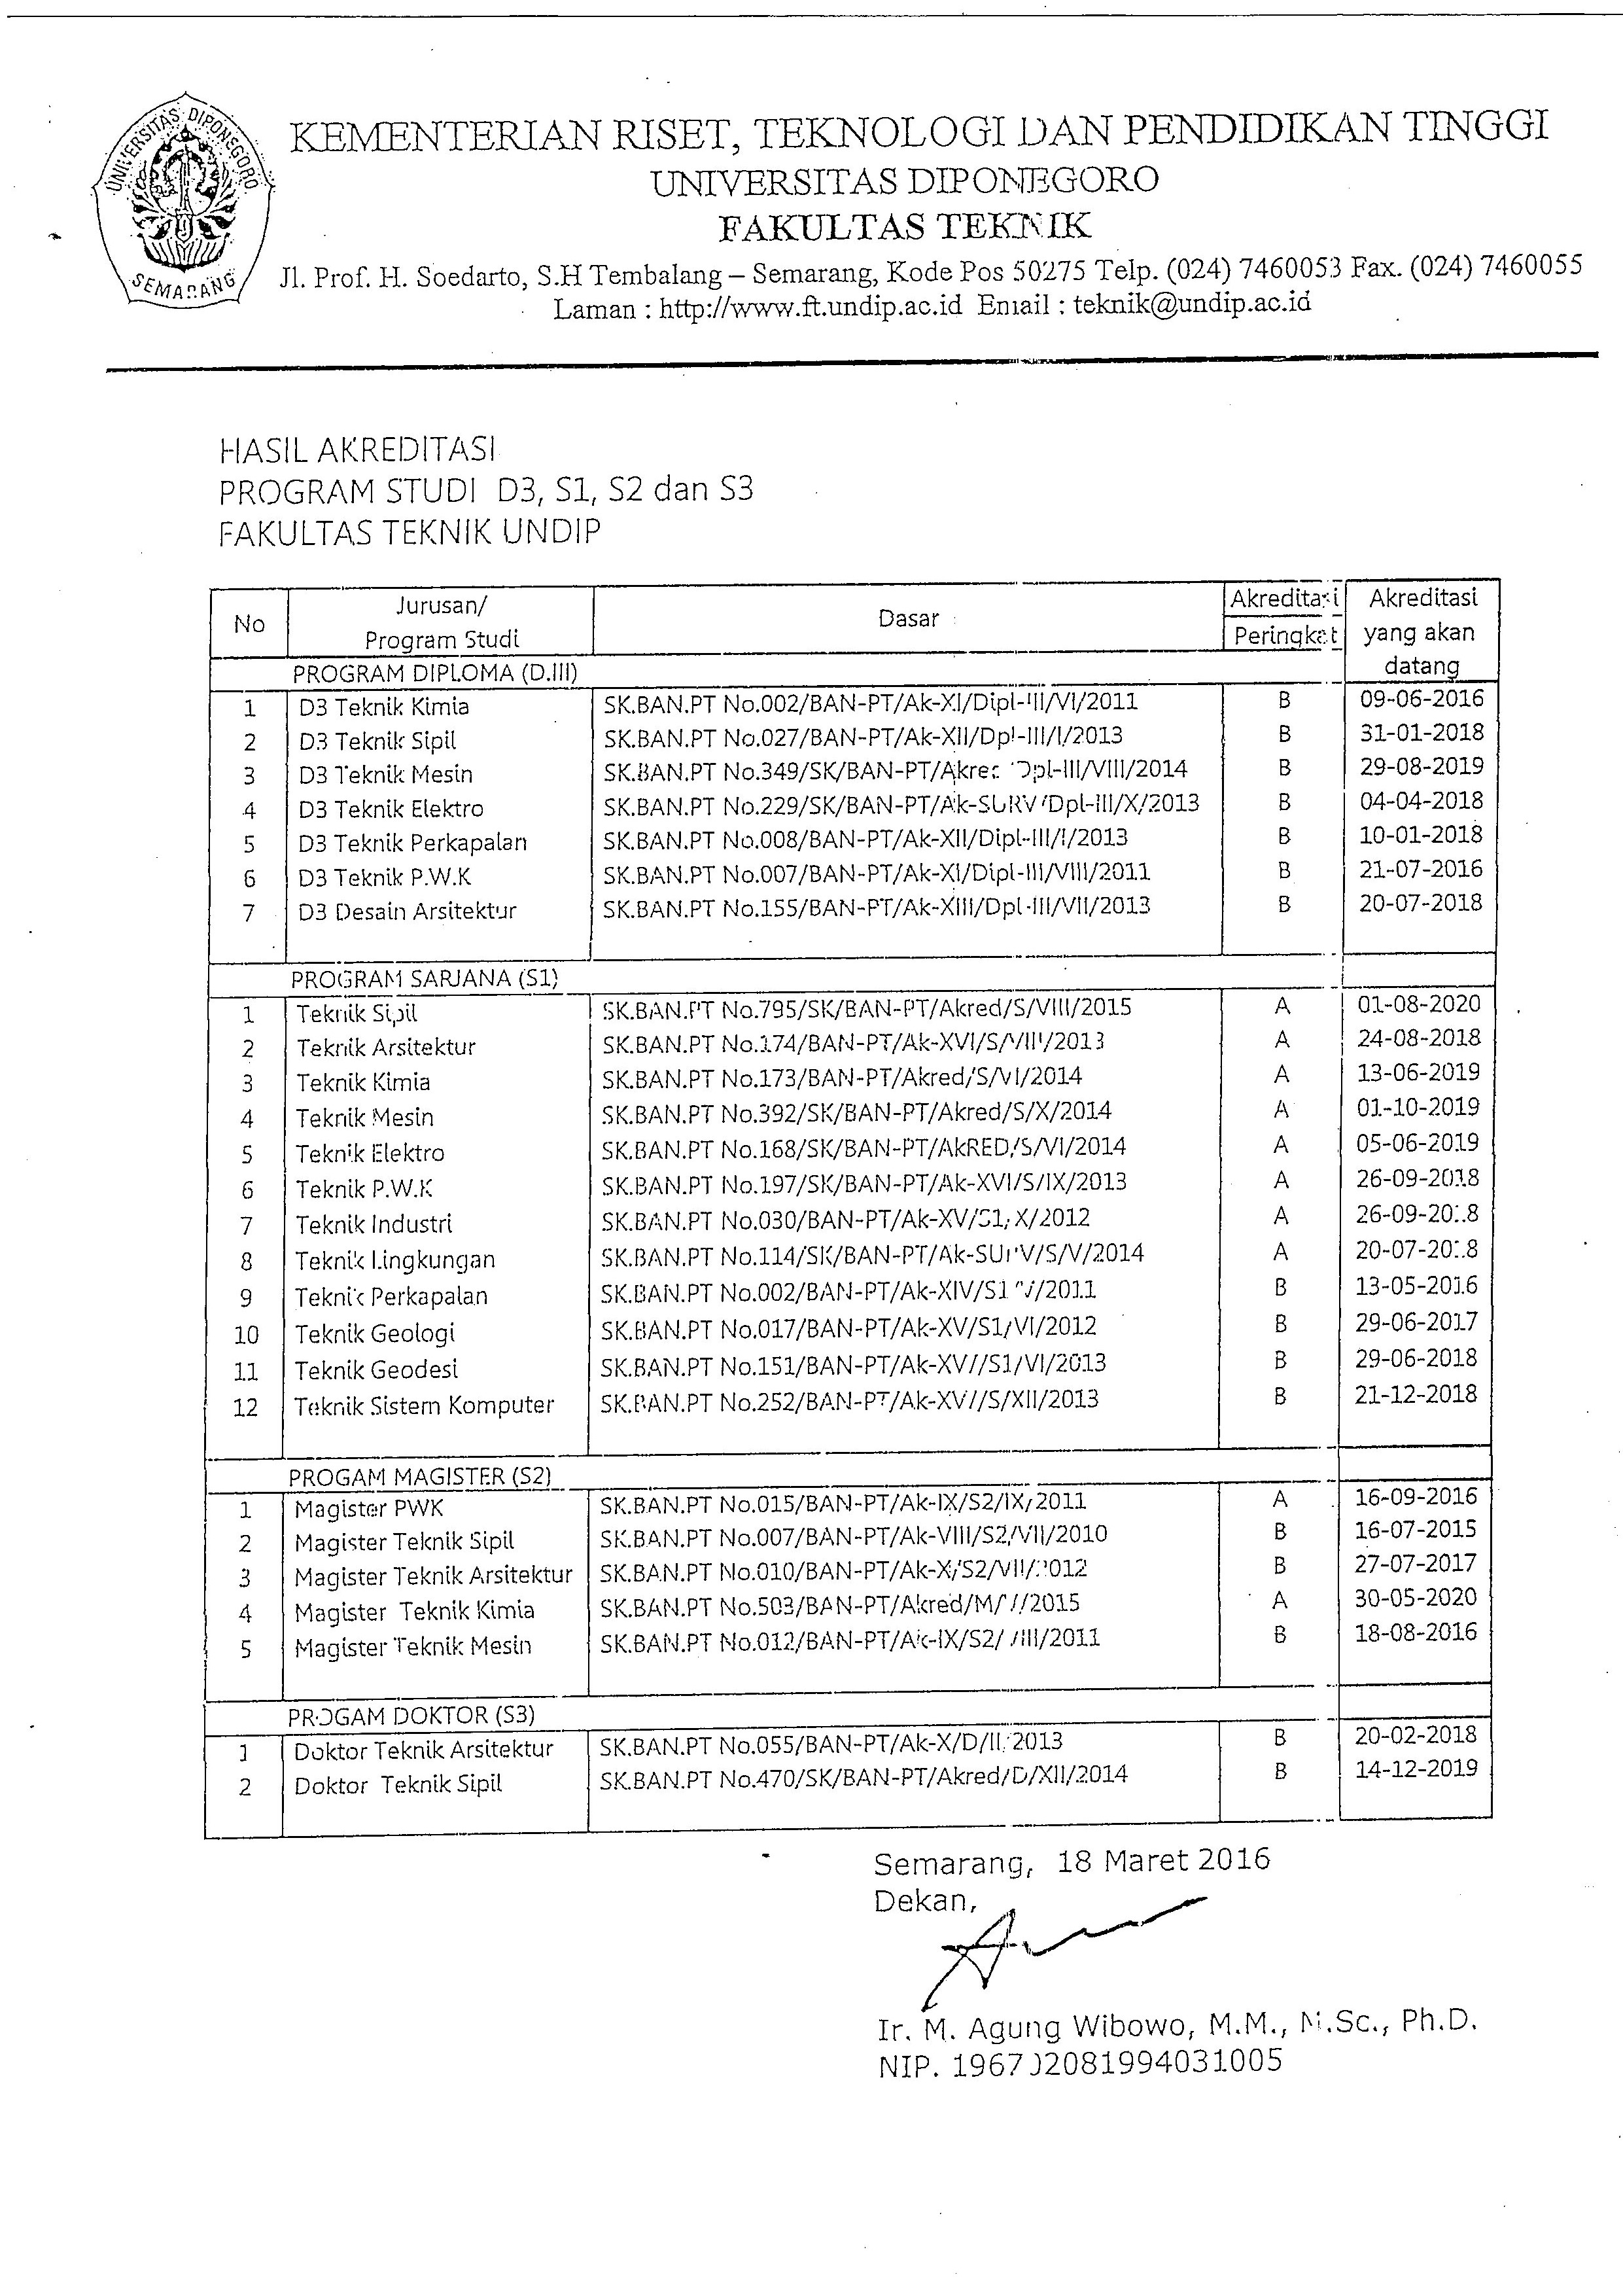 UNIVERSITAS DIPONEGORO
SEMARANG
KEMENTERIAN RISET, TEKNOLOGI DAN PENDIDIKAN TINGGI
UNIVERSITAS DIPONEGORO
FAKULTAS TEKNIK
Jl. Prof. H. Soedarto, S.H Tembalang – Semarang, Kode Pos 50275 Telp. (024) 7460053 Fax. (024) 7460055
Laman : http://www.ft.undip.ac.id Email : teknik@undip.ac.id
HASIL AKREDITASI
PROGRAM STUDI D3, S1, S2 dan S3
FAKULTAS TEKNIK UNDIP
No Jurusan/ Program Studi Dasar Akreditasi Peringkat Akreditasi yang akan datang
PROGRAM DIPLOMA (D.III)
1 D3 Teknik Kimia SK.BAN.PT No.002/BAN-PT/Ak-XI/Dipl-III/VI/2011 B 09-06-2016
2 D3 Teknik Sipil SK.BAN.PT No.027/BAN-PT/Ak-XII/Dpl-III/I/2013 B 31-01-2018
3 D3 Teknik Mesin SK.BAN.PT No.349/SK/BAN-PT/Akred/Dpl-III/VIII/2014 B 29-08-2019
4 D3 Teknik Elektro SK.BAN.PT No.229/SK/BAN-PT/Ak-SURV/Dpl-III/X/2013 B 04-04-2018
5 D3 Teknik Perkapalan SK.BAN.PT No.008/BAN-PT/Ak-XII/Dipl-III/I/2013 B 10-01-2018
6 D3 Teknik P.W.K SK.BAN.PT No.007/BAN-PT/Ak-XI/Dipl-III/VIII/2011 B 21-07-2016
7 D3 Desain Arsitektur SK.BAN.PT No.155/BAN-PT/Ak-XIII/Dpl-III/VII/2013 B 20-07-2018
PROGRAM SARJANA (S1)
1 Teknik Sipil SK.BAN.PT No.795/SK/BAN-PT/Akred/S/VIII/2015 A 01-08-2020
2 Teknik Arsitektur SK.BAN.PT No.174/BAN-PT/Ak-XVI/S/VIII/2013 A 24-08-2018
3 Teknik Kimia SK.BAN.PT No.173/BAN-PT/Akred/S/VI/2014 A 13-06-2019
4 Teknik Mesin SK.BAN.PT No.392/SK/BAN-PT/Akred/S/X/2014 A 01-10-2019
5 Teknik Elektro SK.BAN.PT No.168/SK/BAN-PT/AkRED/S/VI/2014 A 05-06-2019
6 Teknik P.W.K SK.BAN.PT No.197/SK/BAN-PT/Ak-XVI/S/IX/2013 A 26-09-2018
7 Teknik Industri SK.BAN.PT No.030/BAN-PT/Ak-XV/S1/X/2012 A 26-09-2018
8 Teknik Lingkungan SK.BAN.PT No.114/SK/BAN-PT/Ak-SURV/S/V/2014 A 20-07-2018
9 Teknik Perkapalan SK.BAN.PT No.002/BAN-PT/Ak-XIV/S1/V/2011 B 13-05-2016
10 Teknik Geologi SK.BAN.PT No.017/BAN-PT/Ak-XV/S1/VI/2012 B 29-06-2017
11 Teknik Geodesi SK.BAN.PT No.151/BAN-PT/Ak-XVI/S1/VI/2013 B 29-06-2018
12 Teknik Sistem Komputer SK.BAN.PT No.252/BAN-PT/Ak-XVI/S/XII/2013 B 21-12-2018
PROGAM MAGISTER (S2)
1 Magister PWK SK.BAN.PT No.015/BAN-PT/Ak-IX/S2/IX/2011 A 16-09-2016
2 Magister Teknik Sipil SK.BAN.PT No.007/BAN-PT/Ak-VIII/S2/VII/2010 B 16-07-2015
3 Magister Teknik Arsitektur SK.BAN.PT No.010/BAN-PT/Ak-X/S2/VII/2012 B 27-07-2017
4 Magister Teknik Kimia SK.BAN.PT No.503/BAN-PT/Akred/M/V/2015 A 30-05-2020
5 Magister Teknik Mesin SK.BAN.PT No.012/BAN-PT/Ak-IX/S2/VIII/2011 B 18-08-2016
PROGAM DOKTOR (S3)
1 Doktor Teknik Arsitektur SK.BAN.PT No.055/BAN-PT/Ak-X/D/II/2013 B 20-02-2018
2 Doktor Teknik Sipil SK.BAN.PT No.470/SK/BAN-PT/Akred/D/XII/2014 B 14-12-2019
Semarang, 18 Maret 2016
Dekan,
Ir. M. Agung Wibowo, M.M., M.Sc., Ph.D.
NIP. 196702081994031005